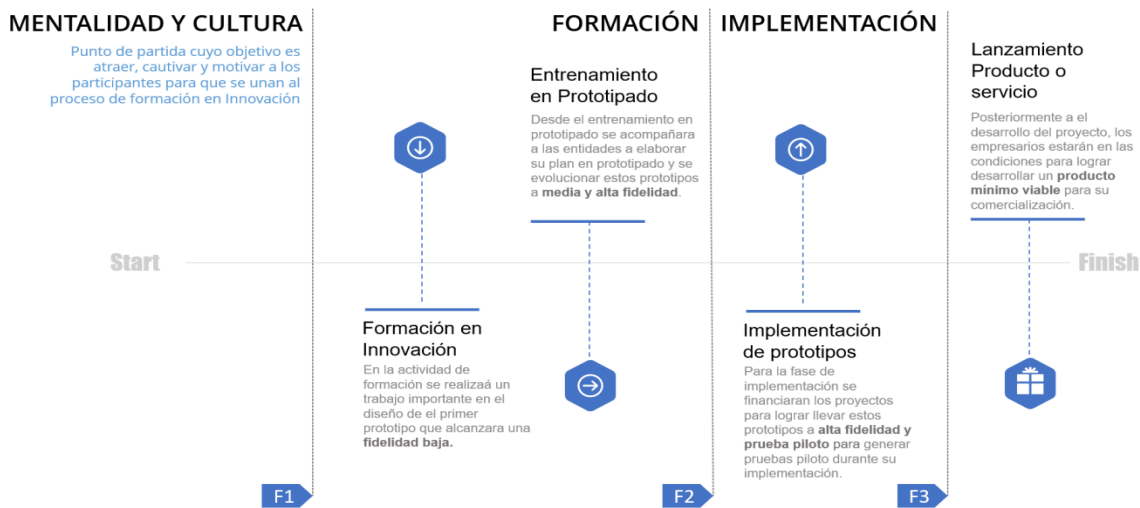 MENTALIDAD Y CULTURA
Punto de partida cuyo objetivo es
atraer, cautivar y motivar a los
participantes para que se unan al
proceso de formación en Innovación
FORMACIÓN
IMPLEMENTACIÓN
Entrenamiento
en Prototipado
Desde el entrenamiento en
prototipado se acompañara
a las entidades a elaborar
su plan en prototipado y se
evolucionar estos prototipos
a media y alta fidelidad.
Lanzamiento
Producto o
servicio
Posteriormente a el
desarrollo del proyecto, los
empresarios estarán en las
condiciones para lograr
desarrollar un producto
mínimo viable para su
comercialización.
Start
Finish
Formación en
Innovación
En la actividad de
formación se realizaá un
trabajo importante en el
diseño de el primer
prototipo que alcanzara una
fidelidad baja.
Implementación
de prototipos
Para la fase de
implementación se
financiaran los proyectos
para lograr llevar estos
prototipos a alta fidelidad y
prueba piloto para generar
pruebas piloto durante su
implementación.
F1
F2
F3